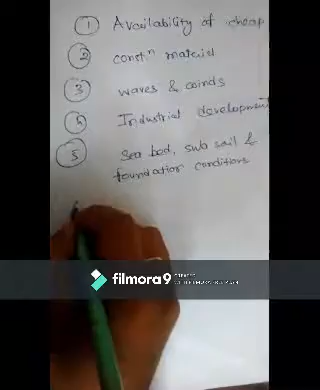 1 Availability of cheap
2 constⁿ material
3 waves & winds
4 Industrial development
5 Sea bed, sub soil &
foundation conditions
filmora9